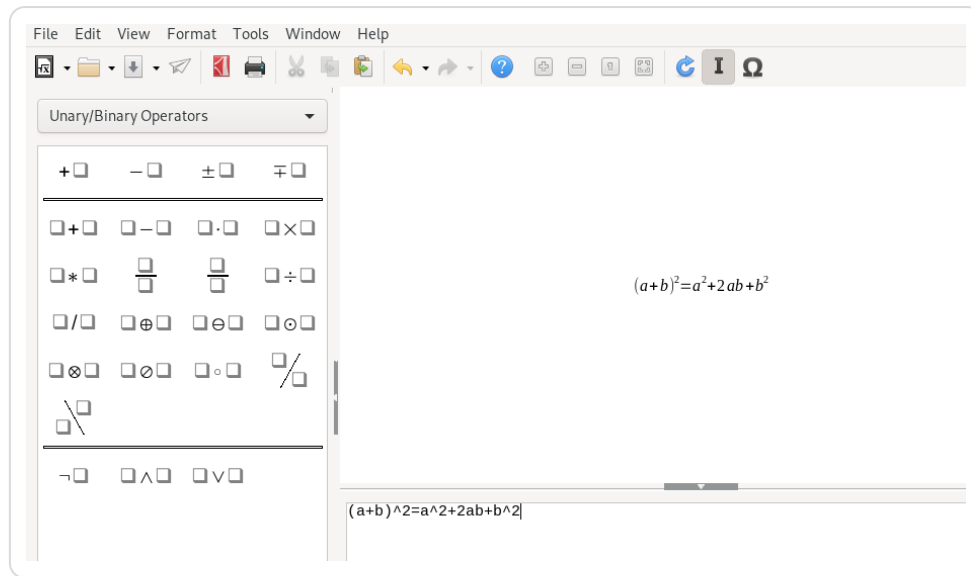 File Edit View Format Tools Window Help
Unary/Binary Operators
+□ −□ ±□ ∓□
□+□ □−□ □·□ □×□
□∗□ □/□ □/□ □÷□
□/□ □⊕□ □⊖□ □⊙□
□⊗□ □⊘□ □∘□ □∕□
□∖□
¬□ □∧□ □∨□
(a+b)²=a²+2ab+b²
(a+b)^2=a^2+2ab+b^2